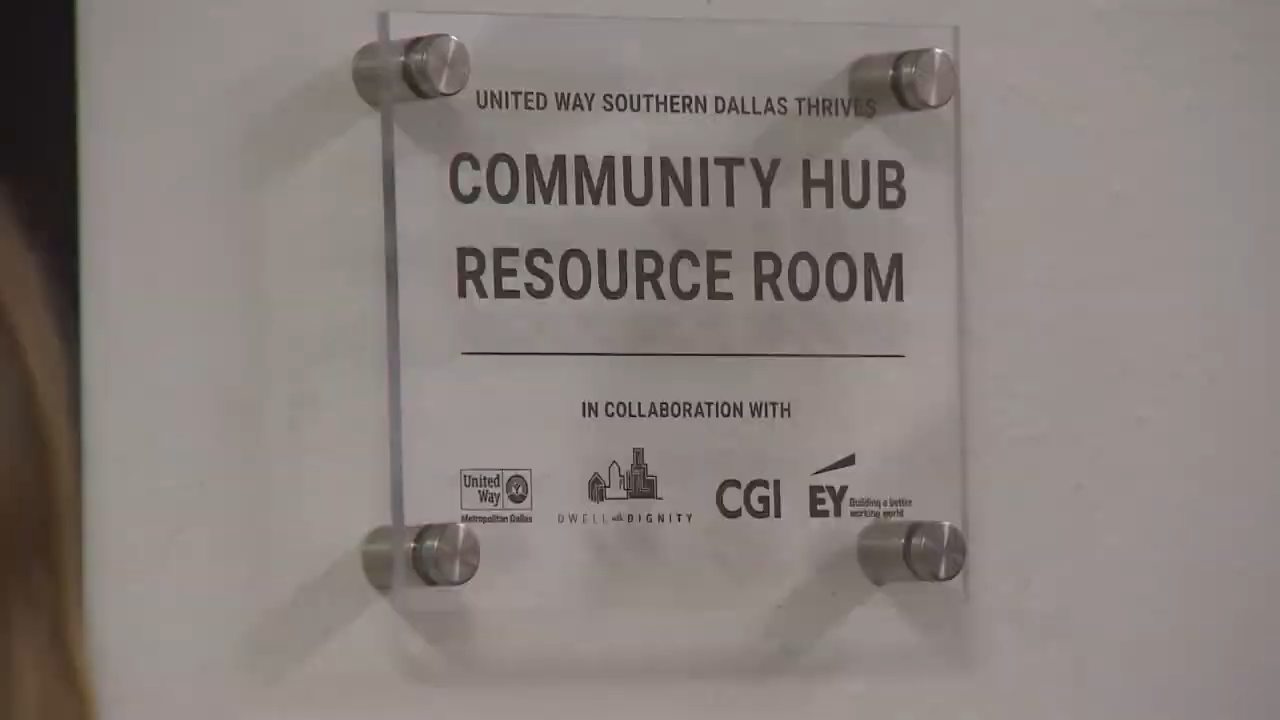 UNITED WAY SOUTHERN DALLAS THRIVES
COMMUNITY HUB
RESOURCE ROOM
IN COLLABORATION WITH
United
Way
Metropolitan Dallas
DWELL with DIGNITY
CGI
EY
Building a better
working world